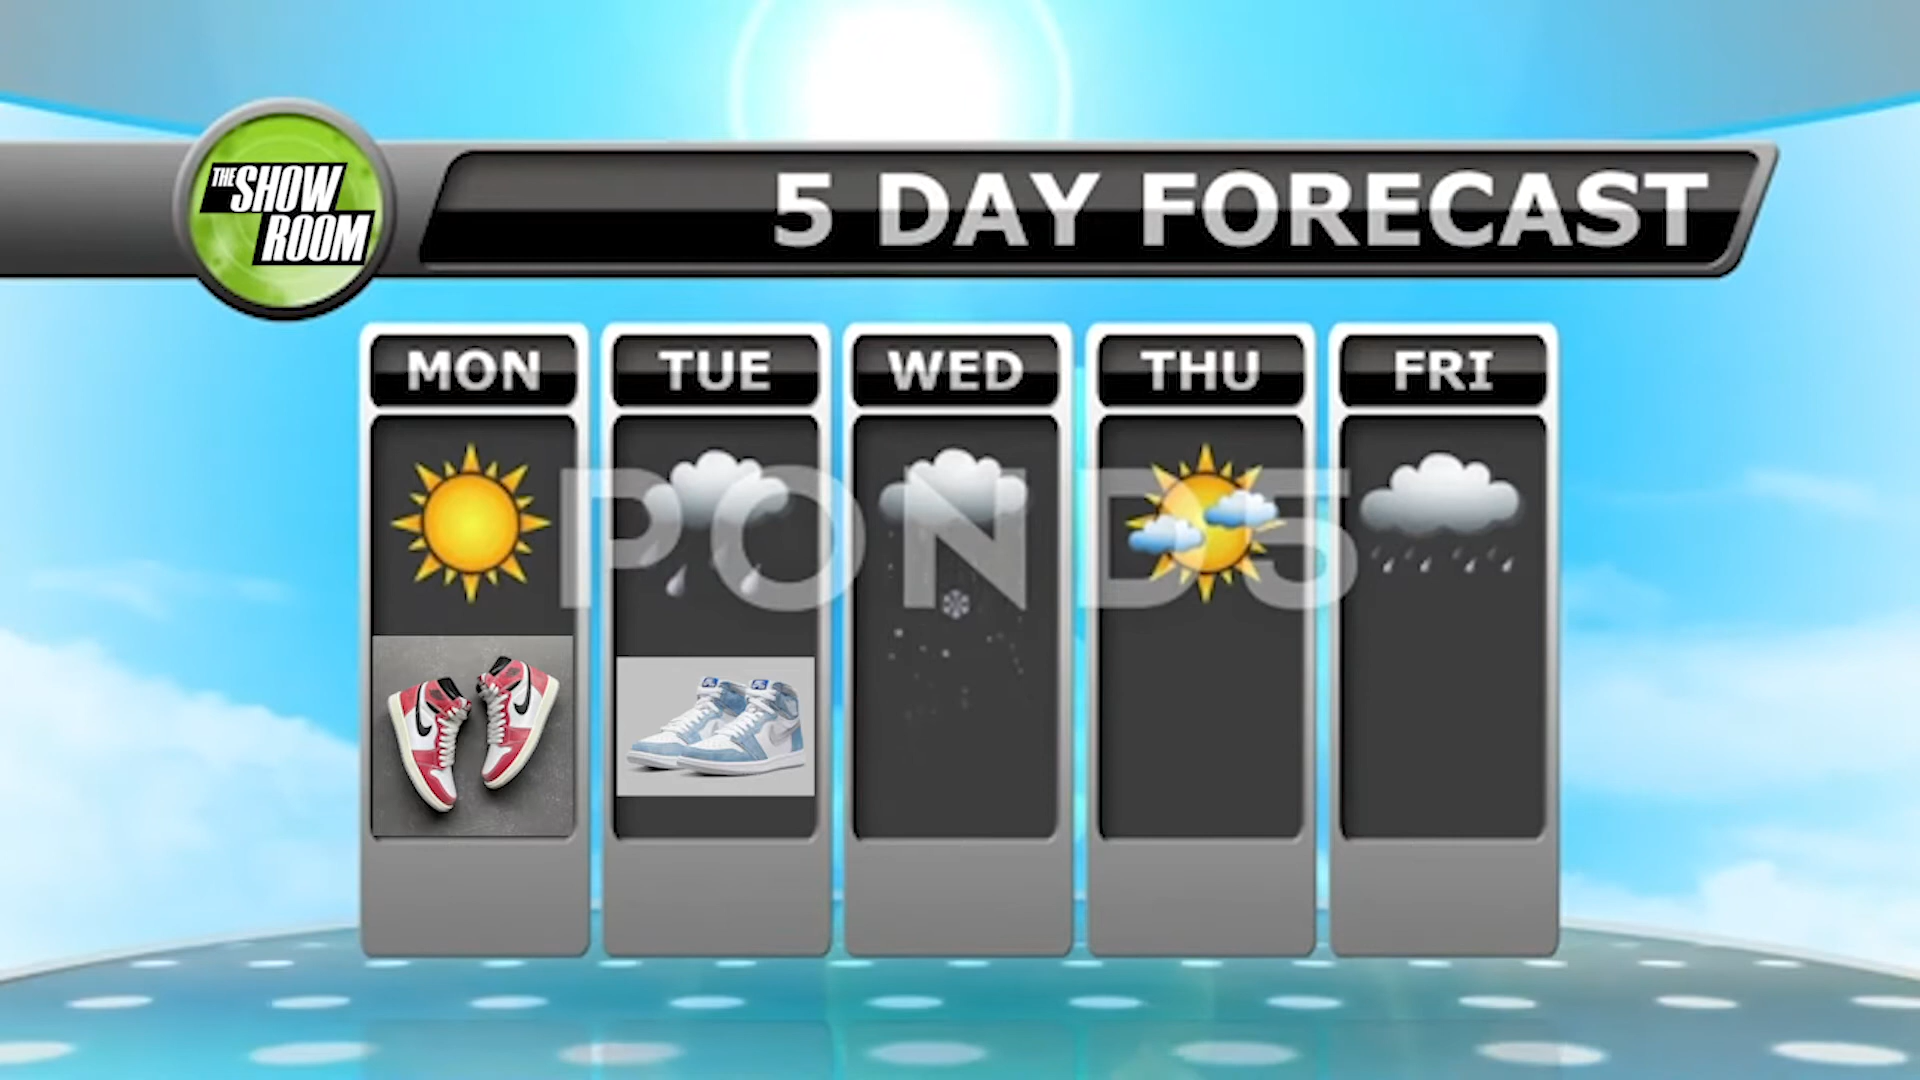 THE SHOW
ROOM
5 DAY FORECAST
MON TUE WED THU FRI
POND5